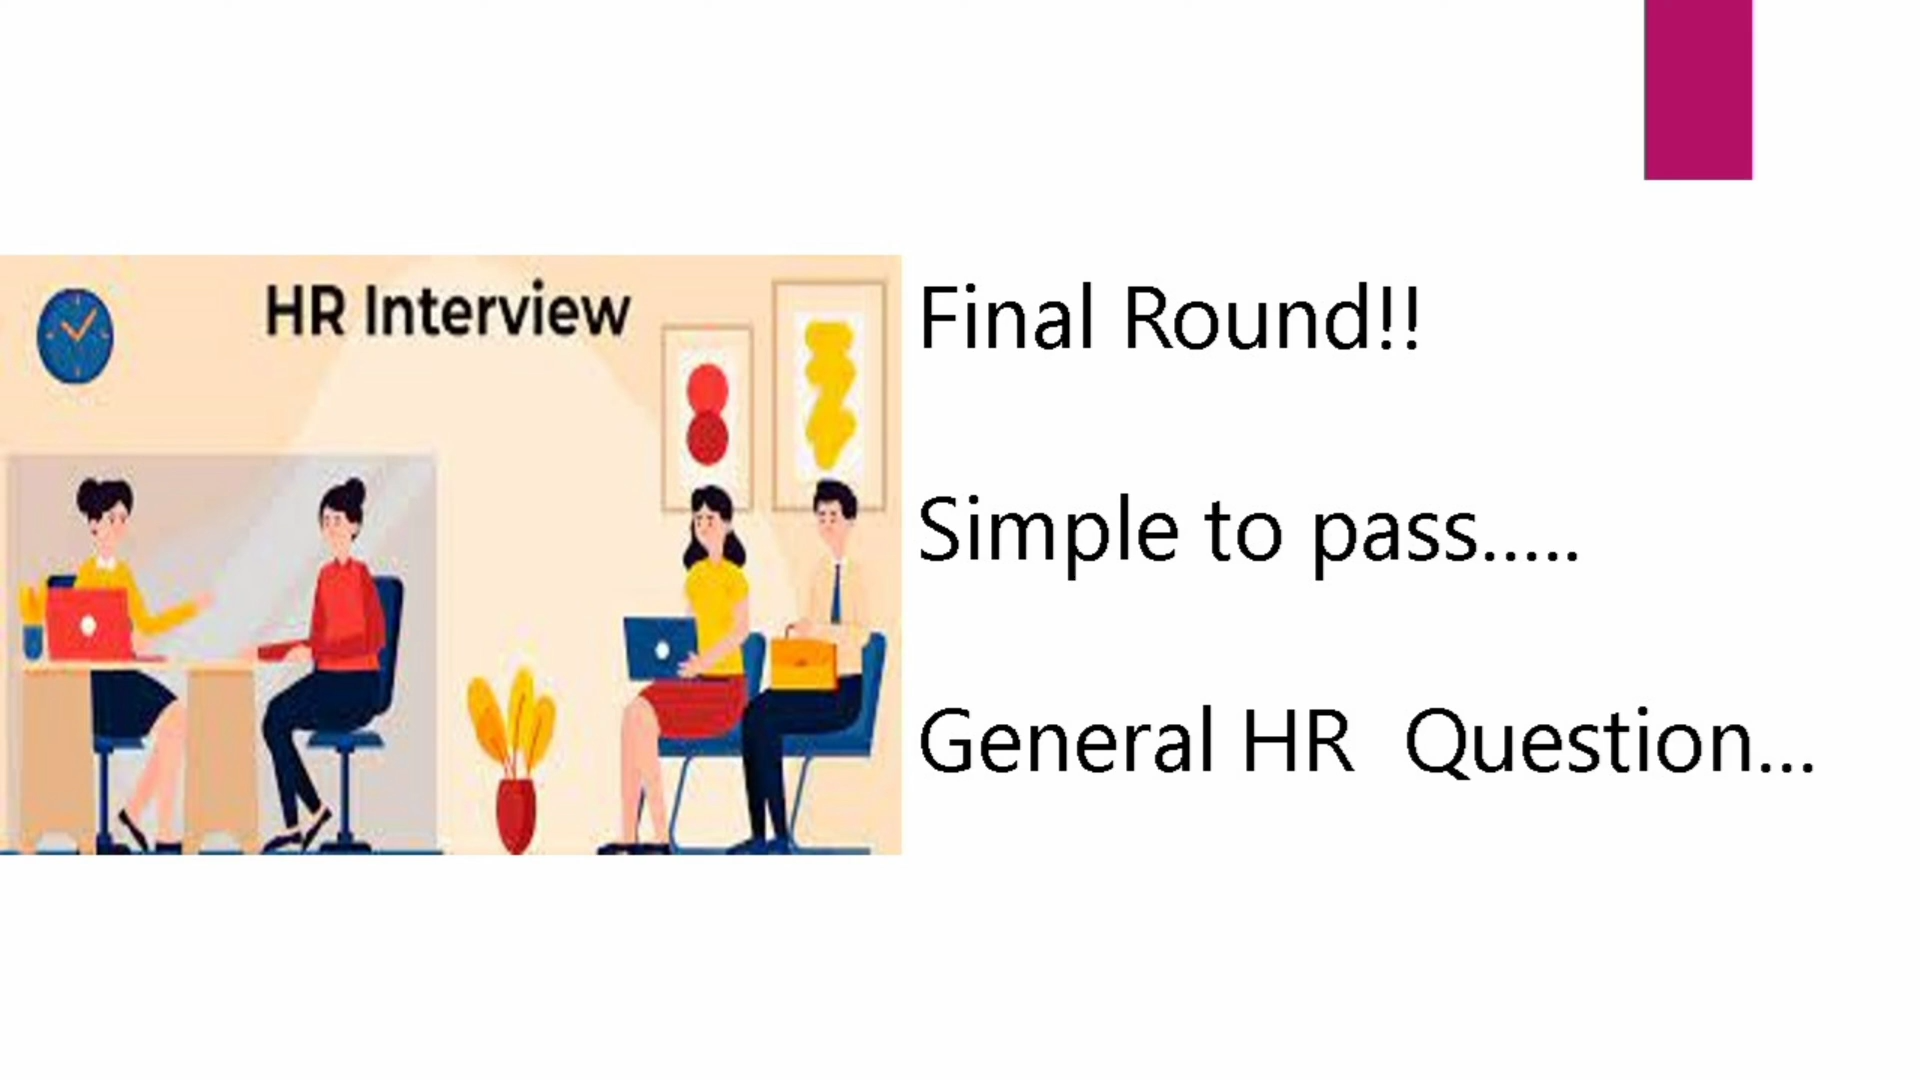 HR Interview
Final Round!!
Simple to pass.....
General HR  Question...